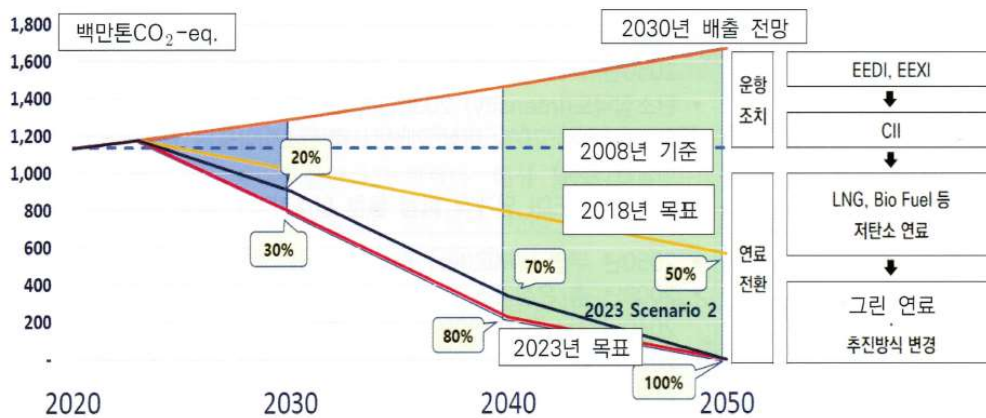 1,800
1,600
1,400
1,200
1,000
800
600
400
200
-
백만톤CO₂-eq.
2030년 배출 전망
2008년 기준
2018년 목표
20%
30%
70%
50%
2023 Scenario 2
80%
2023년 목표
100%
2020
2030
2040
2050
운항
조치
연료
전환
EEDI, EEXI
CII
LNG, Bio Fuel 등
저탄소 연료
그린 연료
·
추진방식 변경